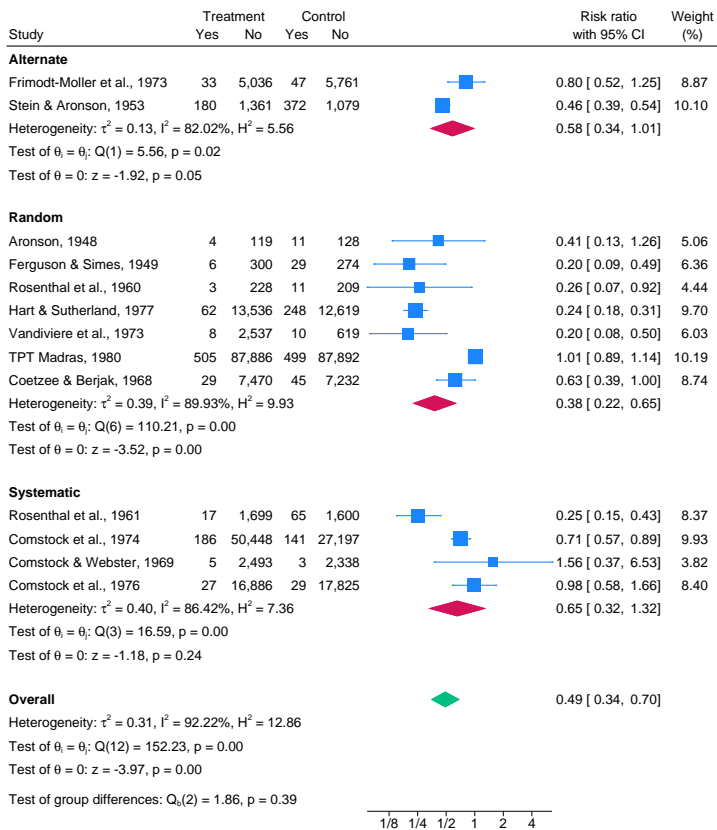 Treatment Control Risk ratio Weight
Study Yes No Yes No with 95% CI (%)
Alternate
Frimodt-Moller et al., 1973 33 5,036 47 5,761 0.80 [ 0.52, 1.25] 8.87
Stein & Aronson, 1953 180 1,361 372 1,079 0.46 [ 0.39, 0.54] 10.10
Heterogeneity: τ² = 0.13, I² = 82.02%, H² = 5.56 0.58 [ 0.34, 1.01]
Test of θᵢ = θⱼ: Q(1) = 5.56, p = 0.02
Test of θ = 0: z = -1.92, p = 0.05
Random
Aronson, 1948 4 119 11 128 0.41 [ 0.13, 1.26] 5.06
Ferguson & Simes, 1949 6 300 29 274 0.20 [ 0.09, 0.49] 6.36
Rosenthal et al., 1960 3 228 11 209 0.26 [ 0.07, 0.92] 4.44
Hart & Sutherland, 1977 62 13,536 248 12,619 0.24 [ 0.18, 0.31] 9.70
Vandiviere et al., 1973 8 2,537 10 619 0.20 [ 0.08, 0.50] 6.03
TPT Madras, 1980 505 87,886 499 87,892 1.01 [ 0.89, 1.14] 10.19
Coetzee & Berjak, 1968 29 7,470 45 7,232 0.63 [ 0.39, 1.00] 8.74
Heterogeneity: τ² = 0.39, I² = 89.93%, H² = 9.93 0.38 [ 0.22, 0.65]
Test of θᵢ = θⱼ: Q(6) = 110.21, p = 0.00
Test of θ = 0: z = -3.52, p = 0.00
Systematic
Rosenthal et al., 1961 17 1,699 65 1,600 0.25 [ 0.15, 0.43] 8.37
Comstock et al., 1974 186 50,448 141 27,197 0.71 [ 0.57, 0.89] 9.93
Comstock & Webster, 1969 5 2,493 3 2,338 1.56 [ 0.37, 6.53] 3.82
Comstock et al., 1976 27 16,886 29 17,825 0.98 [ 0.58, 1.66] 8.40
Heterogeneity: τ² = 0.40, I² = 86.42%, H² = 7.36 0.65 [ 0.32, 1.32]
Test of θᵢ = θⱼ: Q(3) = 16.59, p = 0.00
Test of θ = 0: z = -1.18, p = 0.24
Overall 0.49 [ 0.34, 0.70]
Heterogeneity: τ² = 0.31, I² = 92.22%, H² = 12.86
Test of θᵢ = θⱼ: Q(12) = 152.23, p = 0.00
Test of θ = 0: z = -3.97, p = 0.00
Test of group differences: Q_b(2) = 1.86, p = 0.39
1/8 1/4 1/2 1 2 4